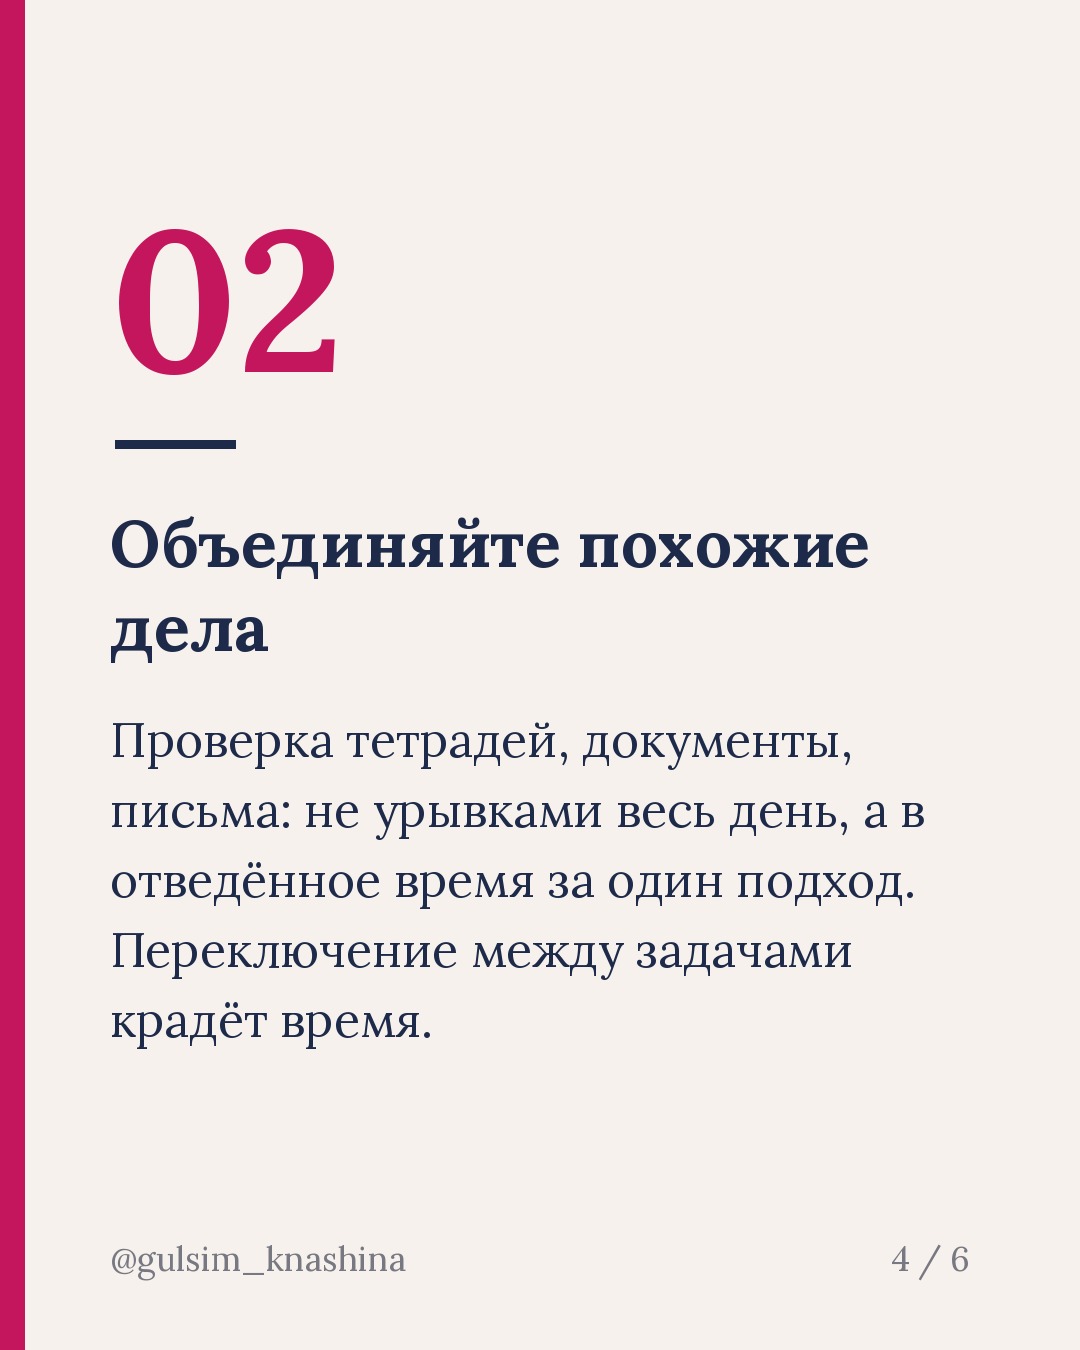 02
Объединяйте похожие
дела
Проверка тетрадей, документы,
письма: не урывками весь день, а в
отведённое время за один подход.
Переключение между задачами
крадёт время.
@gulsim_knashina
4 / 6